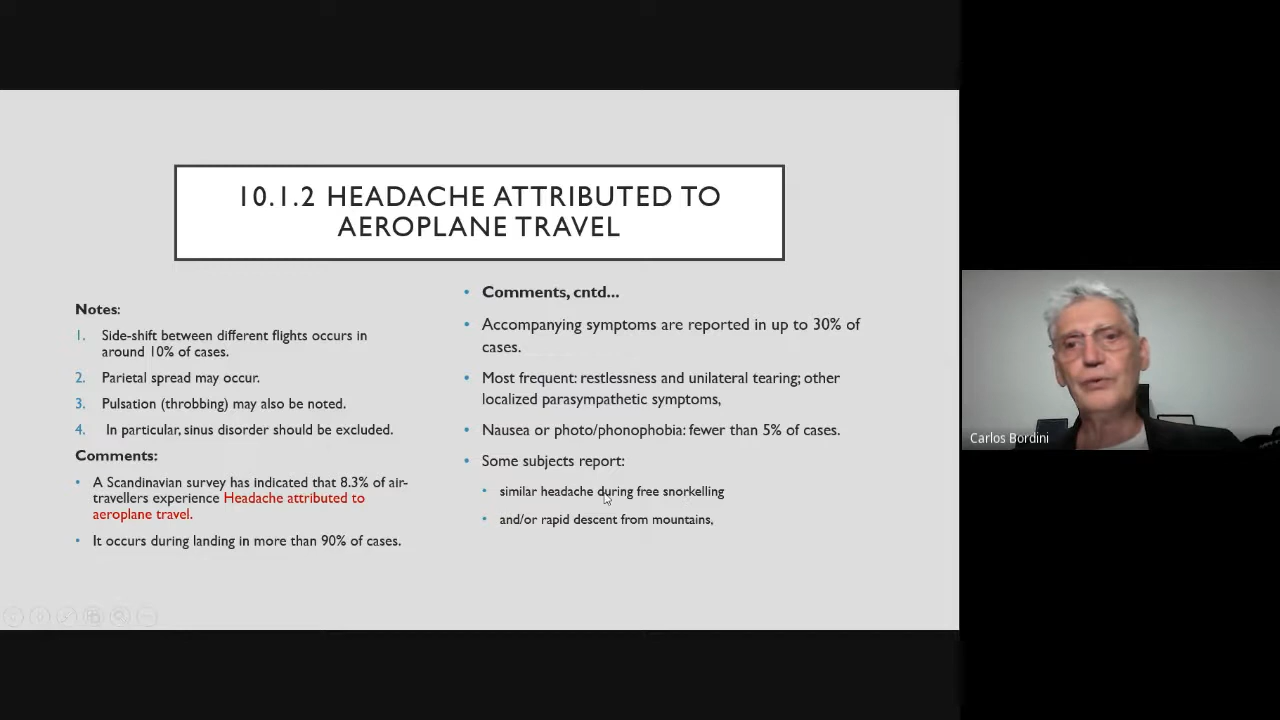 10.1.2 HEADACHE ATTRIBUTED TO
AEROPLANE TRAVEL
Notes:
1. Side-shift between different flights occurs in
around 10% of cases.
2. Parietal spread may occur.
3. Pulsation (throbbing) may also be noted.
4. In particular, sinus disorder should be excluded.
Comments:
• A Scandinavian survey has indicated that 8.3% of air-
travellers experience Headache attributed to
aeroplane travel.
• It occurs during landing in more than 90% of cases.
• Comments, cntd...
• Accompanying symptoms are reported in up to 30% of
cases.
• Most frequent: restlessness and unilateral tearing; other
localized parasympathetic symptoms,
• Nausea or photo/phonophobia: fewer than 5% of cases.
• Some subjects report:
• similar headache during free snorkelling
• and/or rapid descent from mountains,
Carlos Bordini